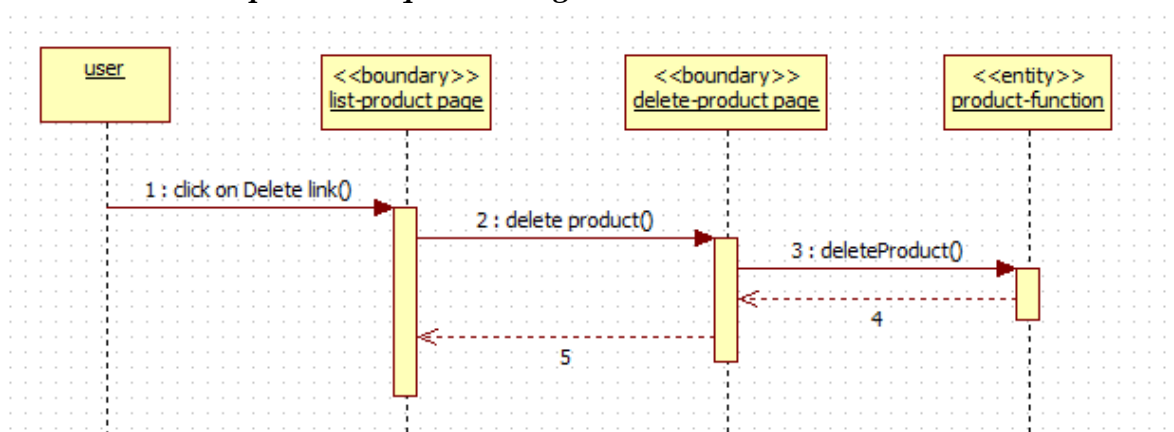 user
<<boundary>>
list-product page
<<boundary>>
delete-product page
<<entity>>
product-function
1 : click on Delete link()
2 : delete product()
3 : deleteProduct()
4
5